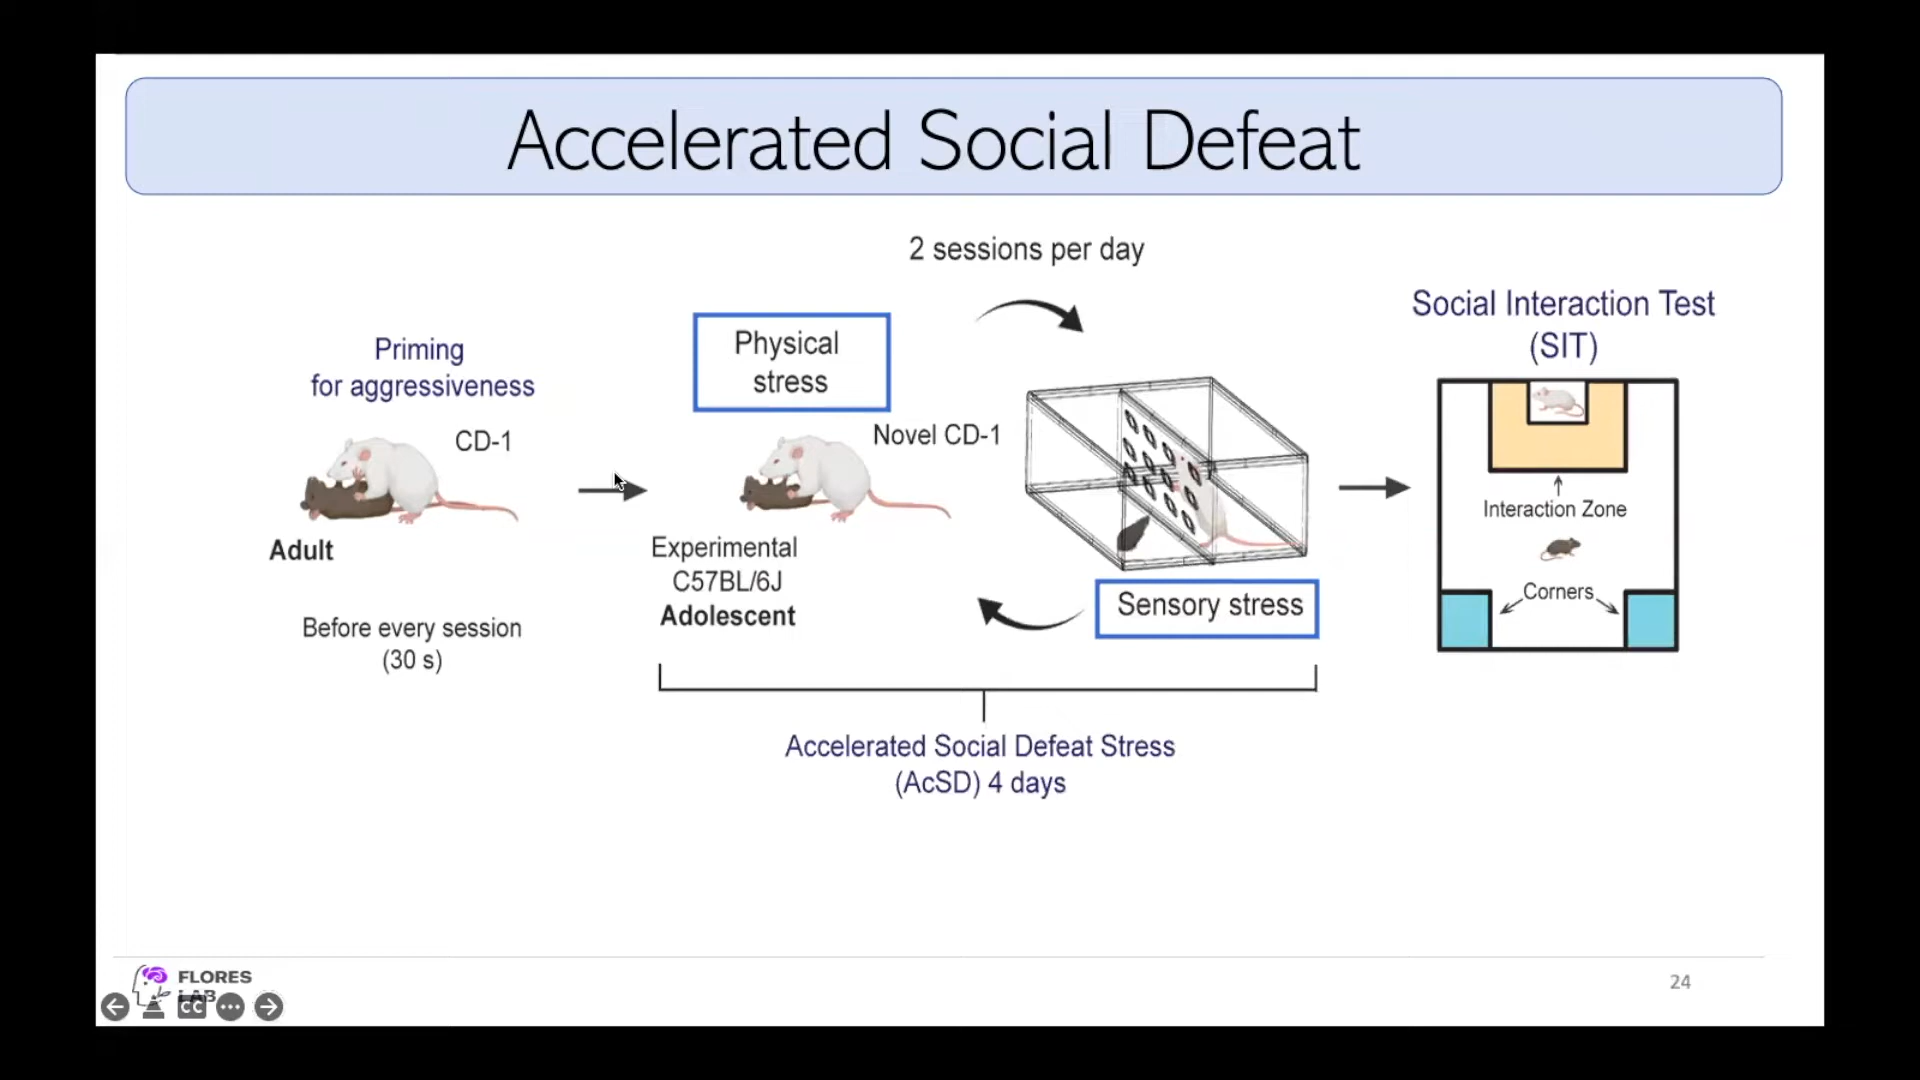 Accelerated Social Defeat
2 sessions per day
Priming
for aggressiveness
CD-1
Adult
Before every session
(30 s)
Physical
stress
Novel CD-1
Experimental
C57BL/6J
Adolescent
Sensory stress
Accelerated Social Defeat Stress
(AcSD) 4 days
Social Interaction Test
(SIT)
Interaction Zone
Corners
FLORES
LAB
CC
24